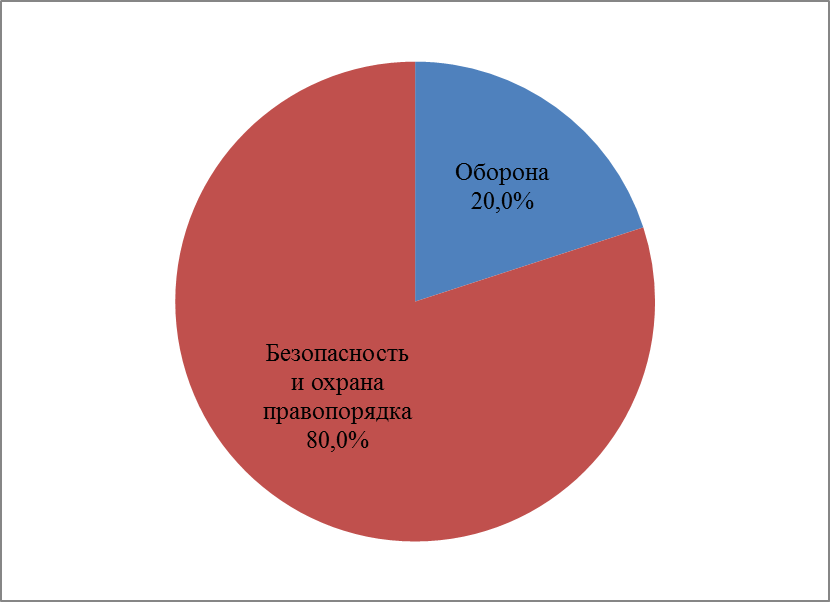 Оборона
20,0%
Безопасность
и охрана
правопорядка
80,0%